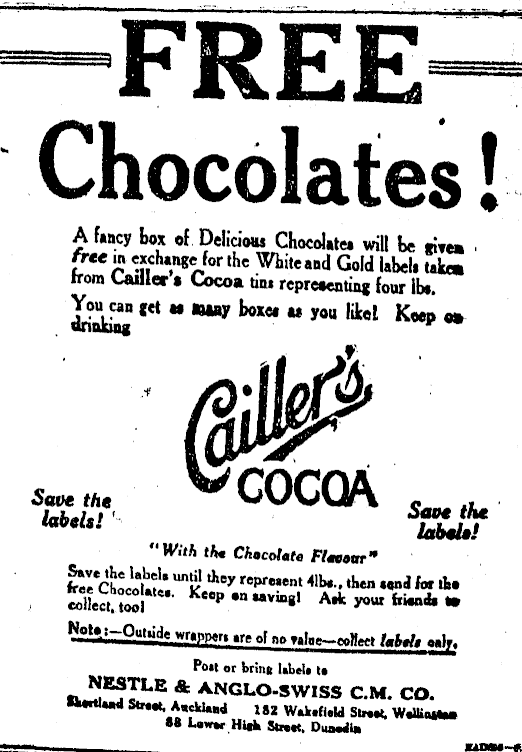 FREE
Chocolates!
A fancy box of Delicious Chocolates will be given
free in exchange for the White and Gold labels taken
from Cailler's Cocoa tins representing four lbs.
You can get as many boxes as you like! Keep on
drinking
Cailler's
COCOA
Save the
labels!
Save the
labels!
"With the Chocolate Flavour"
Save the labels until they represent 4lbs., then send for the
free Chocolates. Keep on saving! Ask your friends to
collect, too!
Note:—Outside wrappers are of no value—collect labels only.
Post or bring labels to
NESTLE & ANGLO-SWISS C.M. CO.
Shortland Street, Auckland 132 Wakefield Street, Wellington
88 Lower High Street, Dunedin